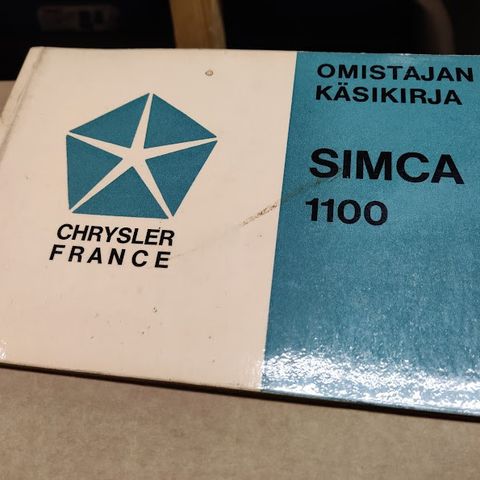 CHRYSLER
FRANCE
OMISTAJAN
KÄSIKIRJA
SIMCA
1100